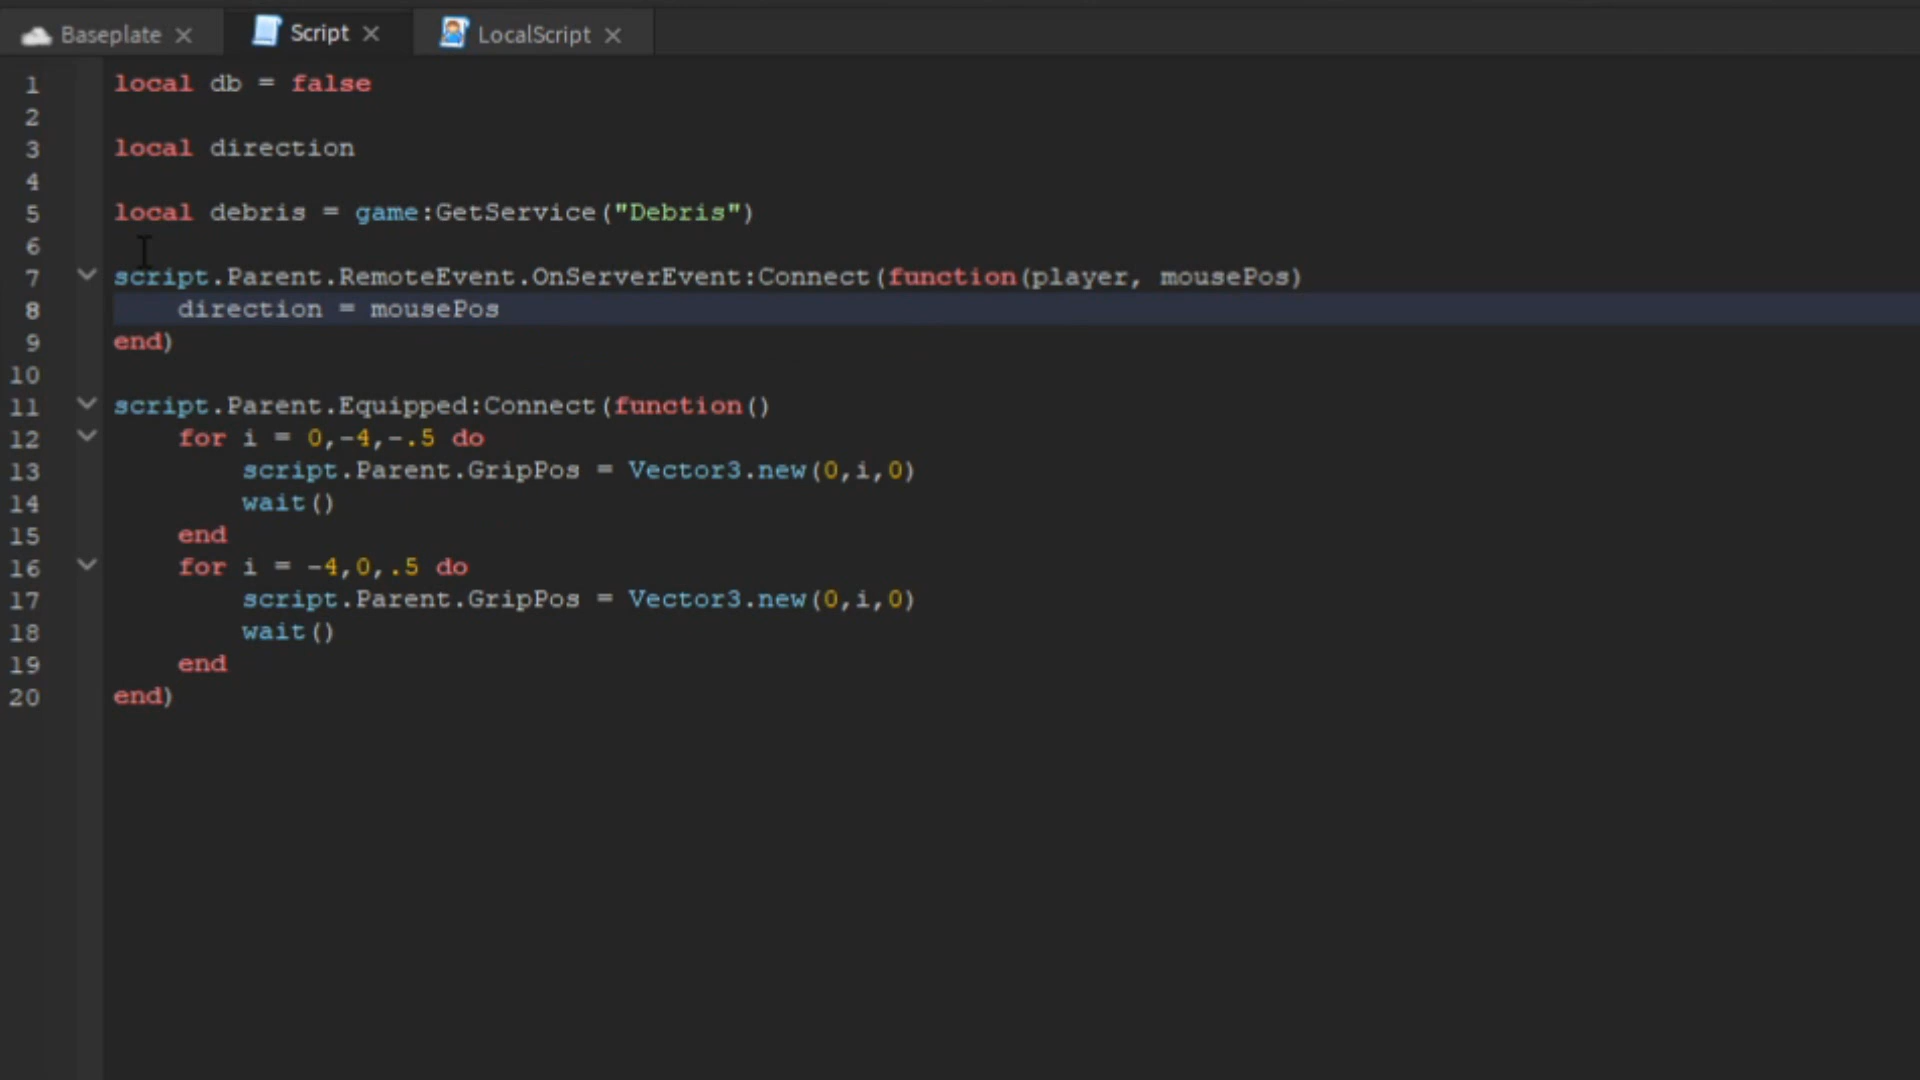 Baseplate × Script × LocalScript ×
1 local db = false
2
3 local direction
4
5 local debris = game:GetService("Debris")
6
7 script.Parent.RemoteEvent.OnServerEvent:Connect(function(player, mousePos)
8 direction = mousePos
9 end)
10
11 script.Parent.Equipped:Connect(function()
12 for i = 0,-4,-.5 do
13 script.Parent.GripPos = Vector3.new(0,i,0)
14 wait()
15 end
16 for i = -4,0,.5 do
17 script.Parent.GripPos = Vector3.new(0,i,0)
18 wait()
19 end
20 end)